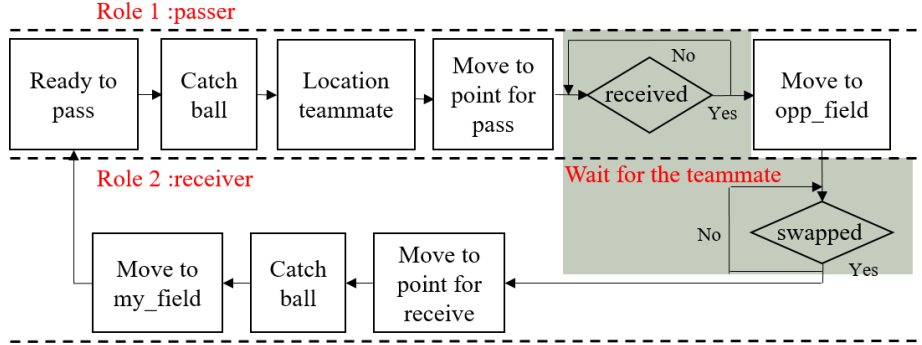 Role 1 :passer
Ready to
pass
Catch
ball
Location
teammate
Move to
point for
pass
No
received
Yes
Move to
opp_field
Role 2 :receiver
Wait for the teammate
No
swapped
Yes
Move to
my_field
Catch
ball
Move to
point for
receive